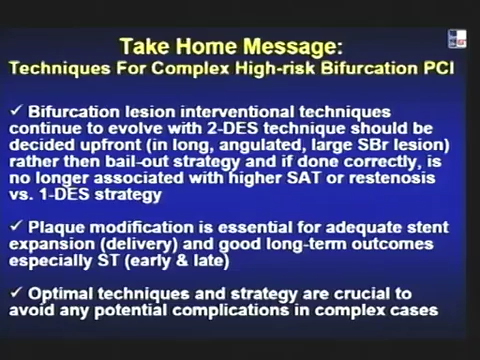 Take Home Message:
Techniques For Complex High-risk Bifurcation PCI
✓ Bifurcation lesion interventional techniques
continue to evolve with 2-DES technique should be
decided upfront (in long, angulated, large SBr lesion)
rather then bail-out strategy and if done correctly, is
no longer associated with higher SAT or restenosis
vs. 1-DES strategy
✓ Plaque modification is essential for adequate stent
expansion (delivery) and good long-term outcomes
especially ST (early & late)
✓ Optimal techniques and strategy are crucial to
avoid any potential complications in complex cases